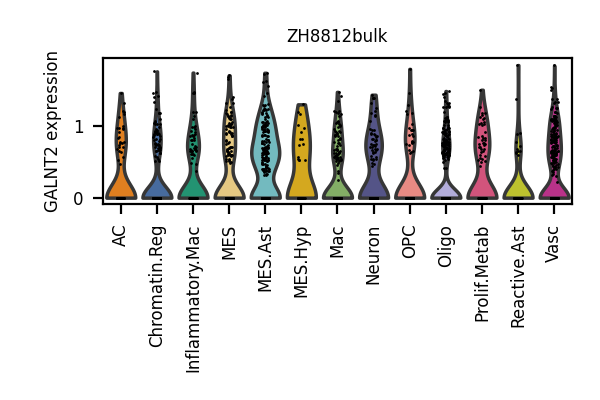 ZH8812bulk
GALNT2 expression
1
0
AC
Chromatin.Reg
Inflammatory.Mac
MES
MES.Ast
MES.Hyp
Mac
Neuron
OPC
Oligo
Prolif.Metab
Reactive.Ast
Vasc